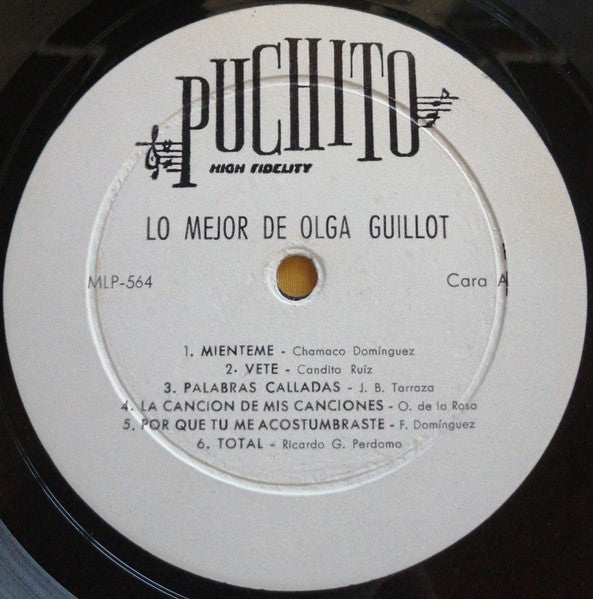 PUCHITO
HIGH FIDELITY
LO MEJOR DE OLGA GUILLOT
MLP-564 Cara A
1. MIENTEME - Chamaco Domínguez
2. VETE - Candito Ruíz
3. PALABRAS CALLADAS - J. B. Tarraza
4. LA CANCION DE MIS CANCIONES - O. de la Rosa
5. POR QUE TU ME ACOSTUMBRASTE - F. Domínguez
6. TOTAL - Ricardo G. Perdomo